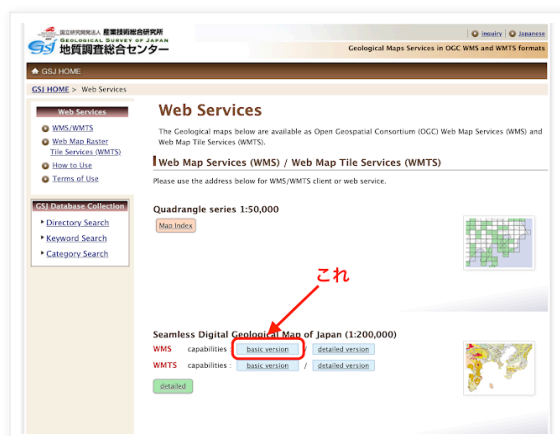 国立研究開発法人 産業技術総合研究所
GEOLOGICAL SURVEY OF JAPAN
GSJ 地質調査総合センター
inquiry Japanese
Geological Maps Services in OGC WMS and WMTS formats
GSJ HOME
GSJ HOME > Web Services
Web Services
WMS/WMTS
Web Map Raster
Tile Services (WMTS)
How to Use
Terms of Use
GSJ Database Collection
Directory Search
Keyword Search
Category Search
Web Services
The Geological maps below are available as Open Geospatial Consortium (OGC) Web Map Services (WMS) and
Web Map Tile Services (WMTS).
Web Map Services (WMS) / Web Map Tile Services (WMTS)
Please use the address below for WMS/WMTS client or web service.
Quadrangle series 1:50,000
Map Index
これ
Seamless Digital Geological Map of Japan (1:200,000)
WMS capabilities : basic version / detailed version
WMTS capabilities : basic version / detailed version
detailed